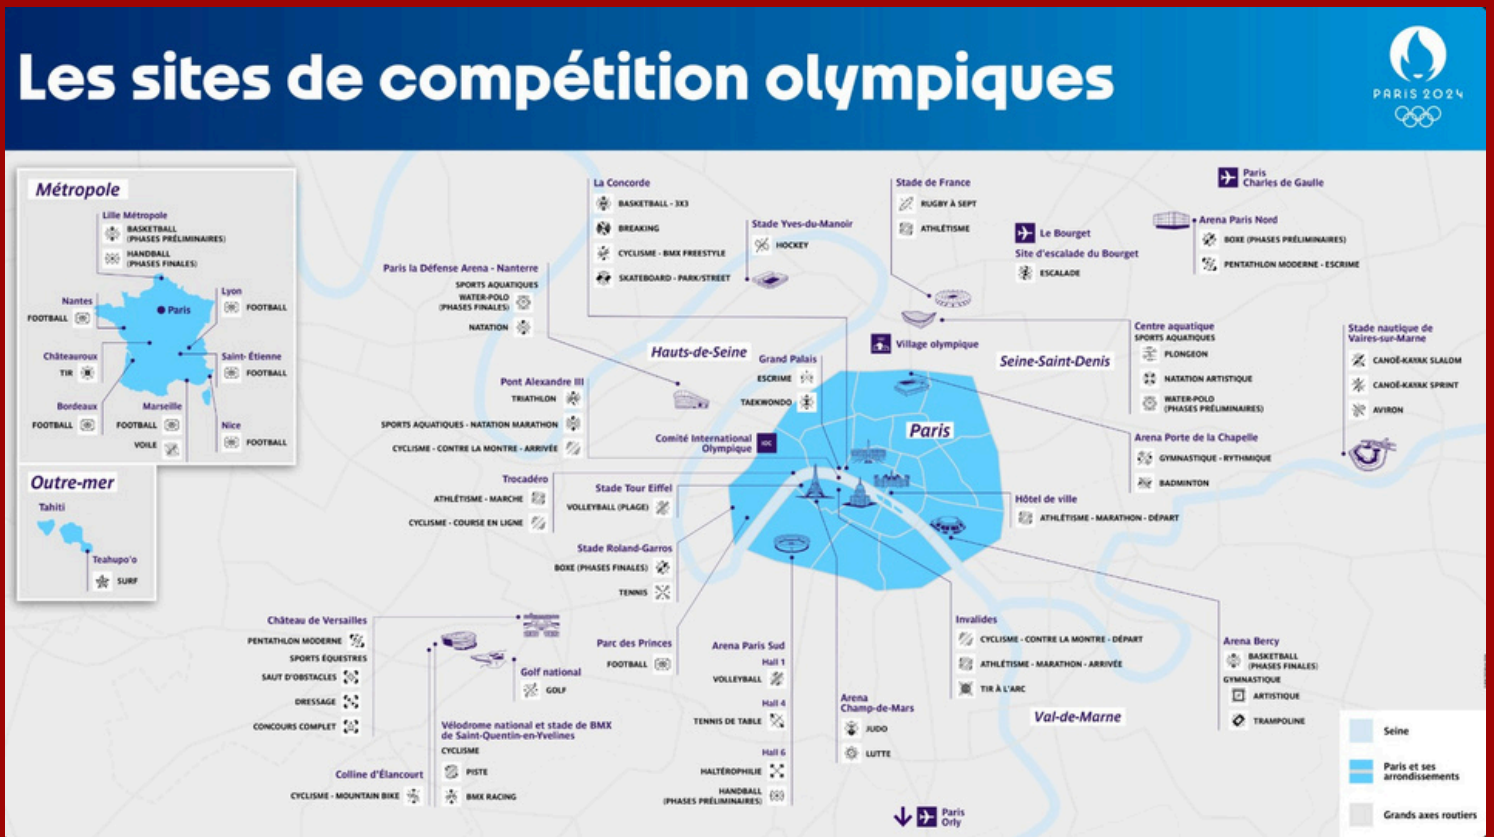 Les sites de compétition olympiques
PARIS 2024
Métropole
Lille Métropole
BASKETBALL
(PHASES PRÉLIMINAIRES)
HANDBALL
(PHASES FINALES)
Nantes
FOOTBALL
Paris
Lyon
FOOTBALL
Châteauroux
TIR
Saint- Étienne
FOOTBALL
Bordeaux
FOOTBALL
Marseille
FOOTBALL
VOILE
Nice
FOOTBALL
Outre-mer
Tahiti
Teahupo'o
SURF
La Concorde
BASKETBALL - 3X3
BREAKING
CYCLISME - BMX FREESTYLE
SKATEBOARD - PARK/STREET
Stade Yves-du-Manoir
HOCKEY
Stade de France
RUGBY À SEPT
ATHLÉTISME
Le Bourget
Site d'escalade du Bourget
ESCALADE
Paris
Charles de Gaulle
Arena Paris Nord
BOXE (PHASES PRÉLIMINAIRES)
PENTATHLON MODERNE - ESCRIME
Paris la Défense Arena - Nanterre
SPORTS AQUATIQUES
WATER-POLO
(PHASES FINALES)
NATATION
Hauts-de-Seine
Grand Palais
ESCRIME
TAEKWONDO
Village olympique
Seine-Saint-Denis
Centre aquatique
SPORTS AQUATIQUES
PLONGEON
NATATION ARTISTIQUE
WATER-POLO
(PHASES PRÉLIMINAIRES)
Stade nautique de
Vaires-sur-Marne
CANOË-KAYAK SLALOM
CANOË-KAYAK SPRINT
AVIRON
Pont Alexandre III
TRIATHLON
SPORTS AQUATIQUES - NATATION MARATHON
CYCLISME - CONTRE LA MONTRE - ARRIVÉE
Comité International
Olympique
IOC
Paris
Arena Porte de la Chapelle
GYMNASTIQUE - RYTHMIQUE
BADMINTON
Trocadéro
ATHLÉTISME - MARCHE
CYCLISME - COURSE EN LIGNE
Stade Tour Eiffel
VOLLEYBALL (PLAGE)
Hôtel de ville
ATHLÉTISME - MARATHON - DÉPART
Stade Roland-Garros
BOXE (PHASES FINALES)
TENNIS
Château de Versailles
PENTATHLON MODERNE
SPORTS ÉQUESTRES
SAUT D'OBSTACLES
DRESSAGE
CONCOURS COMPLET
Golf national
GOLF
Parc des Princes
FOOTBALL
Arena Paris Sud
Hall 1
VOLLEYBALL
Hall 4
TENNIS DE TABLE
Hall 6
HALTÉROPHILIE
HANDBALL
(PHASES PRÉLIMINAIRES)
Invalides
CYCLISME - CONTRE LA MONTRE - DÉPART
ATHLÉTISME - MARATHON - ARRIVÉE
TIR À L'ARC
Arena Bercy
BASKETBALL
(PHASES FINALES)
GYMNASTIQUE
ARTISTIQUE
TRAMPOLINE
Arena
Champ-de-Mars
JUDO
LUTTE
Val-de-Marne
Vélodrome national et stade de BMX
de Saint-Quentin-en-Yvelines
CYCLISME
PISTE
BMX RACING
Colline d'Élancourt
CYCLISME - MOUNTAIN BIKE
Paris
Orly
Seine
Paris et ses
arrondissements
Grands axes routiers